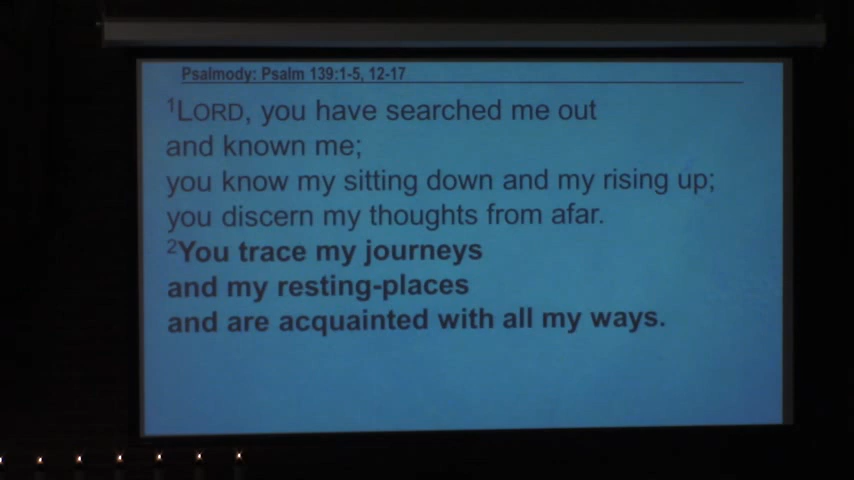 Psalmody: Psalm 139:1-5, 12-17
¹LORD, you have searched me out
and known me;
you know my sitting down and my rising up;
you discern my thoughts from afar.
²You trace my journeys
and my resting-places
and are acquainted with all my ways.